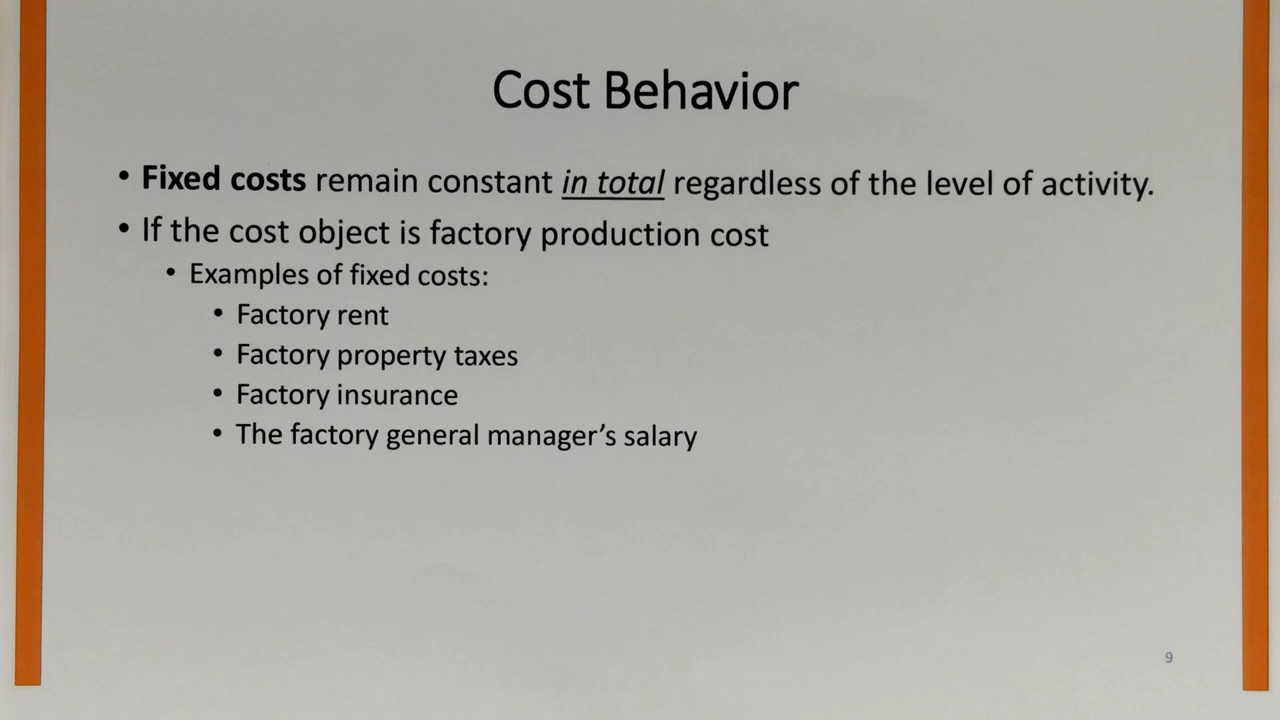 Cost Behavior
• Fixed costs remain constant in total regardless of the level of activity.
• If the cost object is factory production cost
• Examples of fixed costs:
• Factory rent
• Factory property taxes
• Factory insurance
• The factory general manager’s salary
9